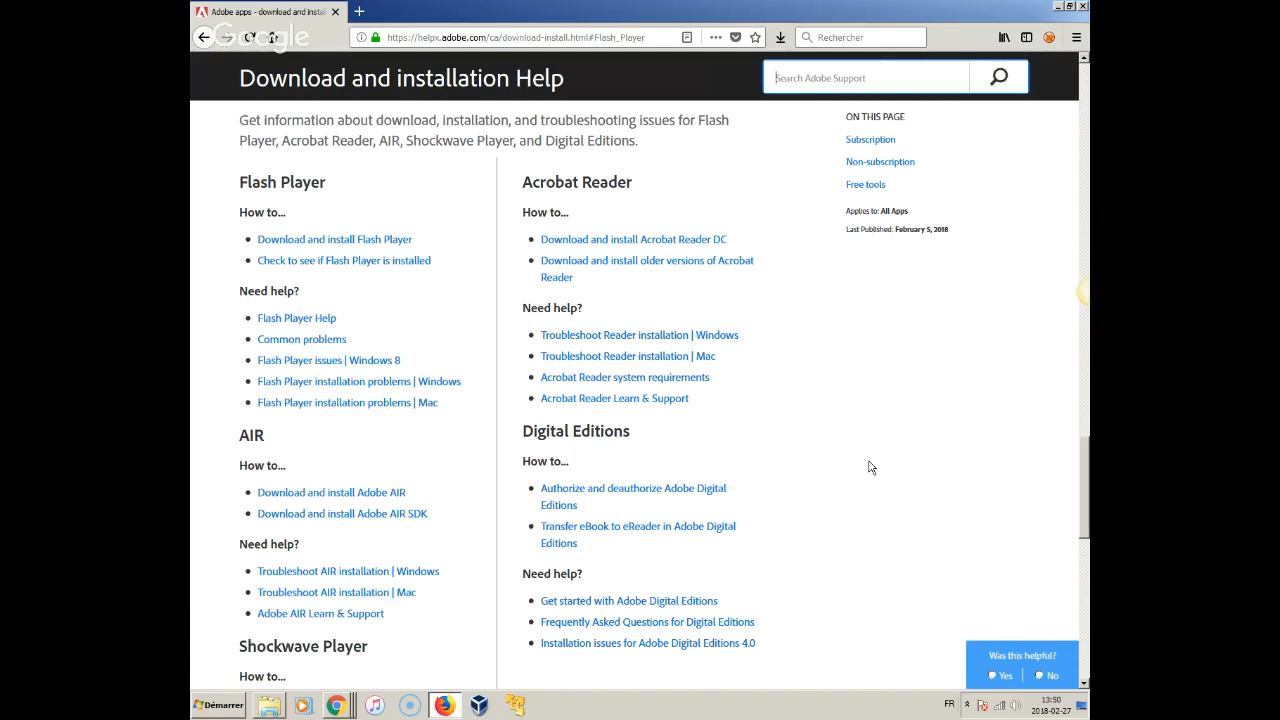 Adobe apps - download and instal
Google
https://helpx.adobe.com/ca/download-install.html#Flash_Player
Rechercher
Download and installation Help
Search Adobe Support
Get information about download, installation, and troubleshooting issues for Flash
Player, Acrobat Reader, AIR, Shockwave Player, and Digital Editions.
Flash Player
How to...
Download and install Flash Player
Check to see if Flash Player is installed
Need help?
Flash Player Help
Common problems
Flash Player issues | Windows 8
Flash Player installation problems | Windows
Flash Player installation problems | Mac
AIR
How to...
Download and install Adobe AIR
Download and install Adobe AIR SDK
Need help?
Troubleshoot AIR installation | Windows
Troubleshoot AIR installation | Mac
Adobe AIR Learn & Support
Shockwave Player
How to...
Acrobat Reader
How to...
Download and install Acrobat Reader DC
Download and install older versions of Acrobat
Reader
Need help?
Troubleshoot Reader installation | Windows
Troubleshoot Reader installation | Mac
Acrobat Reader system requirements
Acrobat Reader Learn & Support
Digital Editions
How to...
Authorize and deauthorize Adobe Digital
Editions
Transfer eBook to eReader in Adobe Digital
Editions
Need help?
Get started with Adobe Digital Editions
Frequently Asked Questions for Digital Editions
Installation issues for Adobe Digital Editions 4.0
ON THIS PAGE
Subscription
Non-subscription
Free tools
Applies to: All Apps
Last Published: February 5, 2018
Was this helpful?
Yes No
Démarrer
FR
13:50
2018-02-27